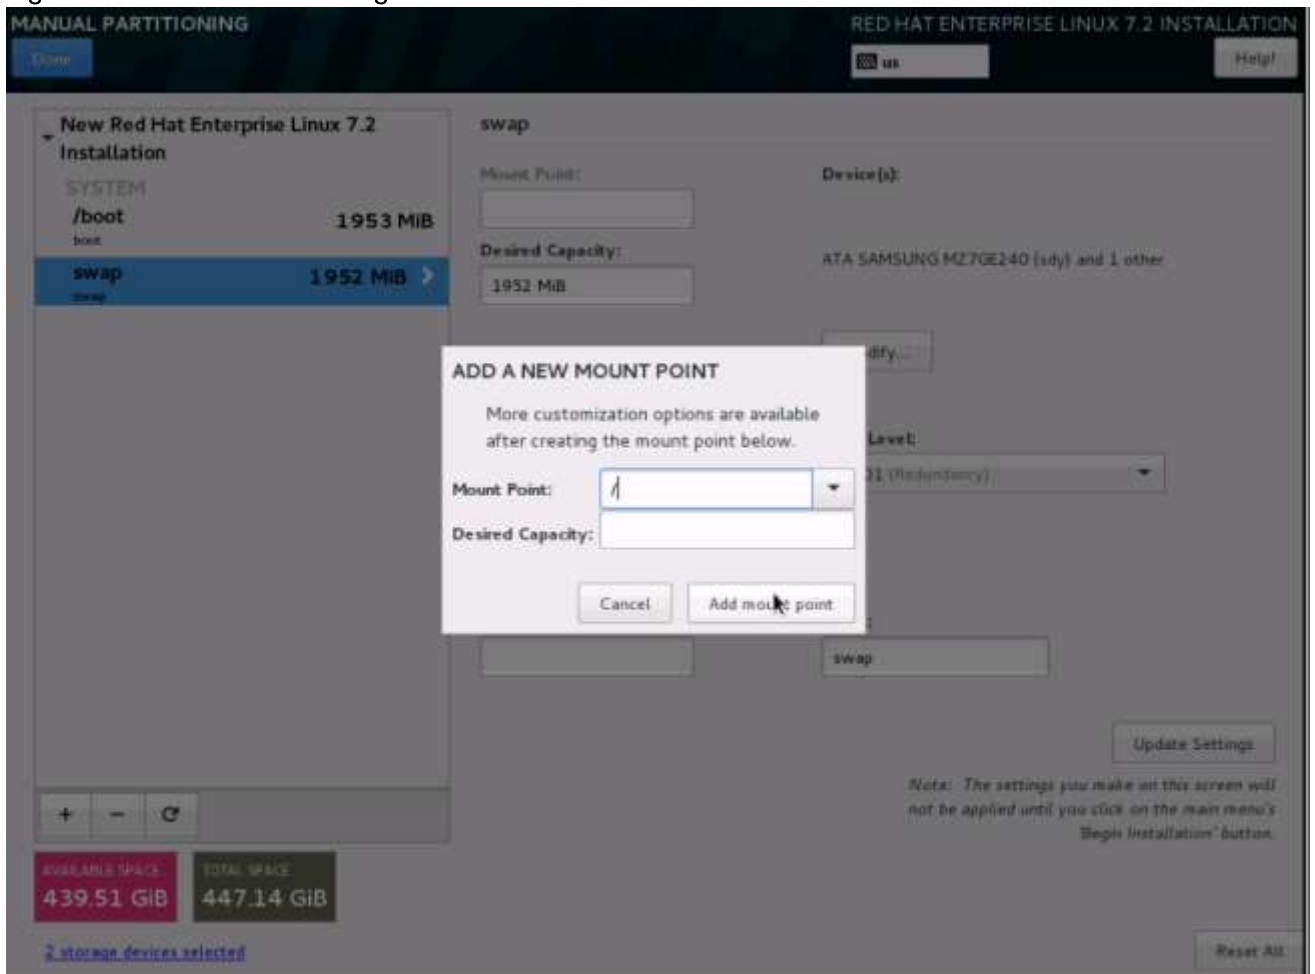 MANUAL PARTITIONING
RED HAT ENTERPRISE LINUX 7.2 INSTALLATION
Done
us
Help!
New Red Hat Enterprise Linux 7.2
Installation
SYSTEM
/boot
1953 MiB
boot
swap
1952 MiB
swap
swap
Mount Point:
Device(s):
Desired Capacity:
ATA SAMSUNG MZ7GE240 (sdy) and 1 other
1952 MiB
dify...
ADD A NEW MOUNT POINT
More customization options are available
after creating the mount point below.
Level:
(Redundancy)
Mount Point:
/
Desired Capacity:
Cancel
Add mount point
swap
Update Settings
Note: The settings you make on this screen will
not be applied until you click on the main menu's
'Begin Installation' button.
+ -
AVAILABLE SPACE
439.51 GiB
TOTAL SPACE
447.14 GiB
2 storage devices selected
Reset All